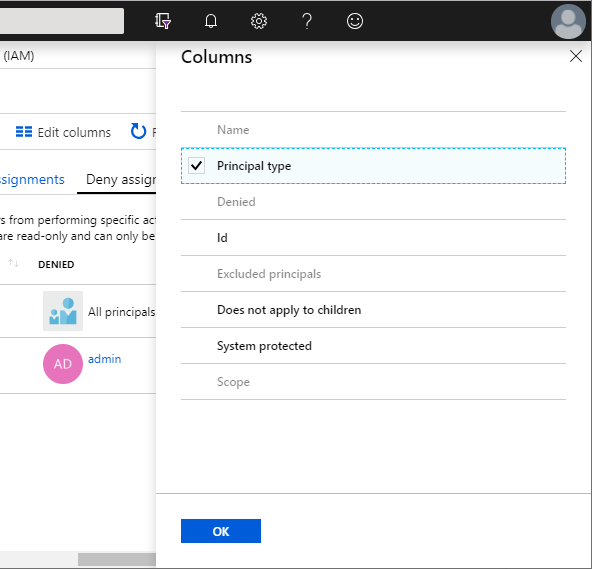 (IAM)
Columns
Edit columns
ssignments
Deny assign
rs from performing specific act
are read-only and can only be
DENIED
All principals
AD
admin
Name
Principal type
Denied
Id
Excluded principals
Does not apply to children
System protected
Scope
OK